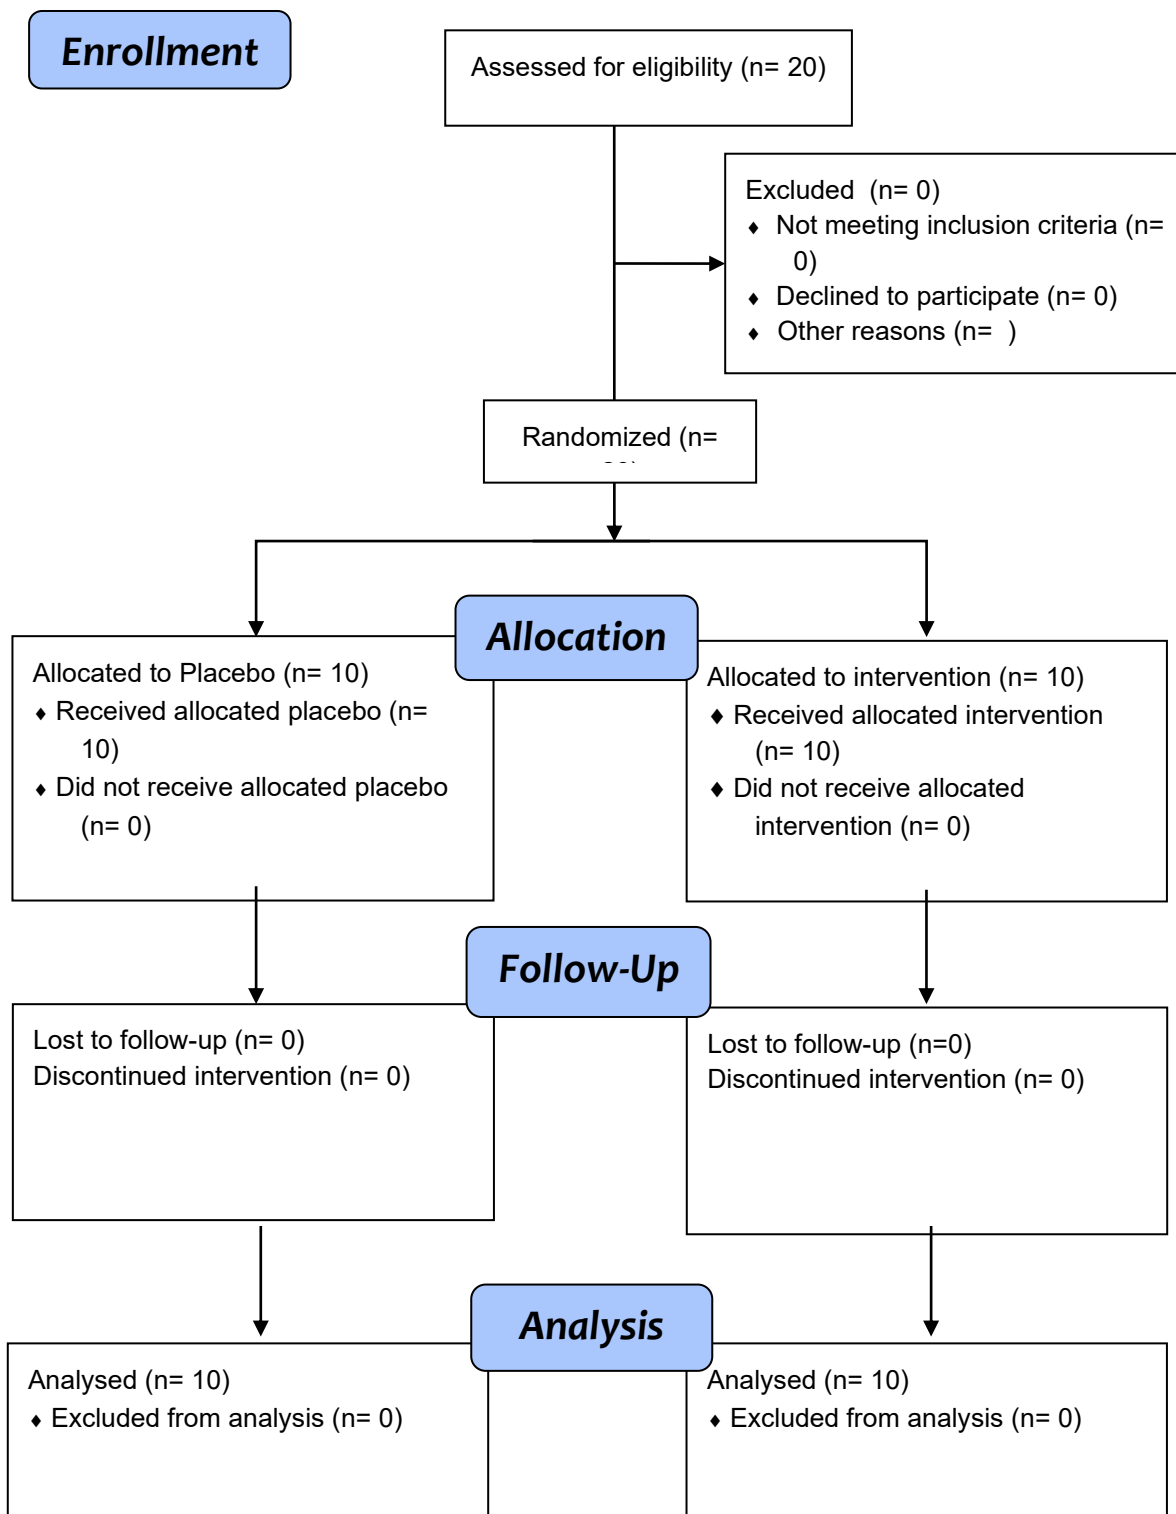 Enrollment
Assessed for eligibility (n= 20)
Excluded  (n= 0)
♦ Not meeting inclusion criteria (n=
0)
♦ Declined to participate (n= 0)
♦ Other reasons (n=  )
Randomized (n=
Allocation
Allocated to Placebo (n= 10)
♦ Received allocated placebo (n=
10)
♦ Did not receive allocated placebo
(n= 0)
Allocated to intervention (n= 10)
♦ Received allocated intervention
(n= 10)
♦ Did not receive allocated
intervention (n= 0)
Follow-Up
Lost to follow-up (n= 0)
Discontinued intervention (n= 0)
Lost to follow-up (n=0)
Discontinued intervention (n= 0)
Analysis
Analysed (n= 10)
♦ Excluded from analysis (n= 0)
Analysed (n= 10)
♦ Excluded from analysis (n= 0)